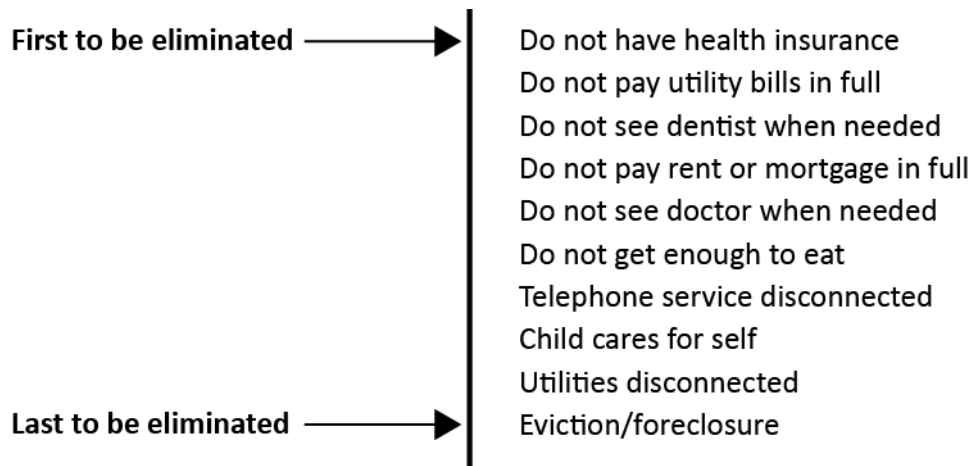 First to be eliminated
Do not have health insurance
Do not pay utility bills in full
Do not see dentist when needed
Do not pay rent or mortgage in full
Do not see doctor when needed
Do not get enough to eat
Telephone service disconnected
Child cares for self
Utilities disconnected
Last to be eliminated
Eviction/foreclosure